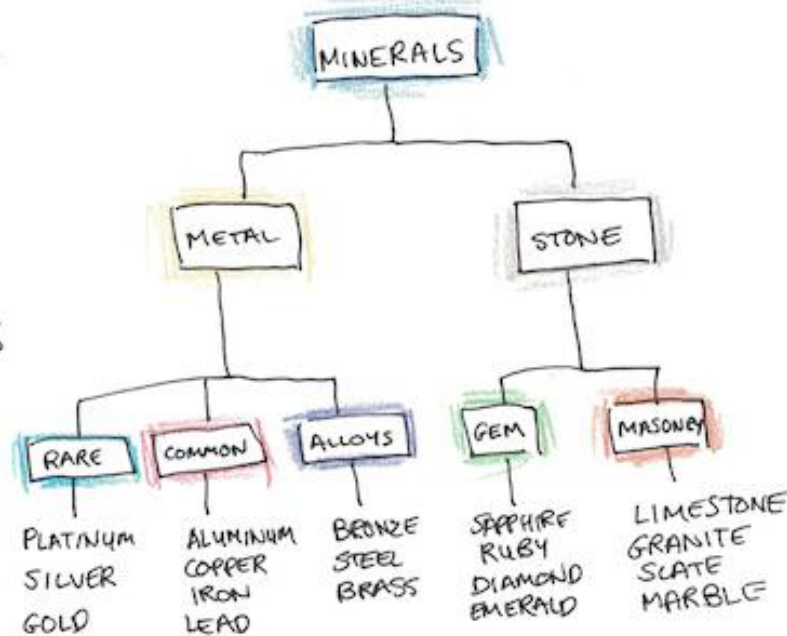 MINERALS
METAL
STONE
RARE
COMMON
ALLOYS
GEM
MASONRY
PLATINUM
SILVER
GOLD
ALUMINUM
COPPER
IRON
LEAD
BRONZE
STEEL
BRASS
SAPPHIRE
RUBY
DIAMOND
EMERALD
LIMESTONE
GRANITE
SLATE
MARBLE